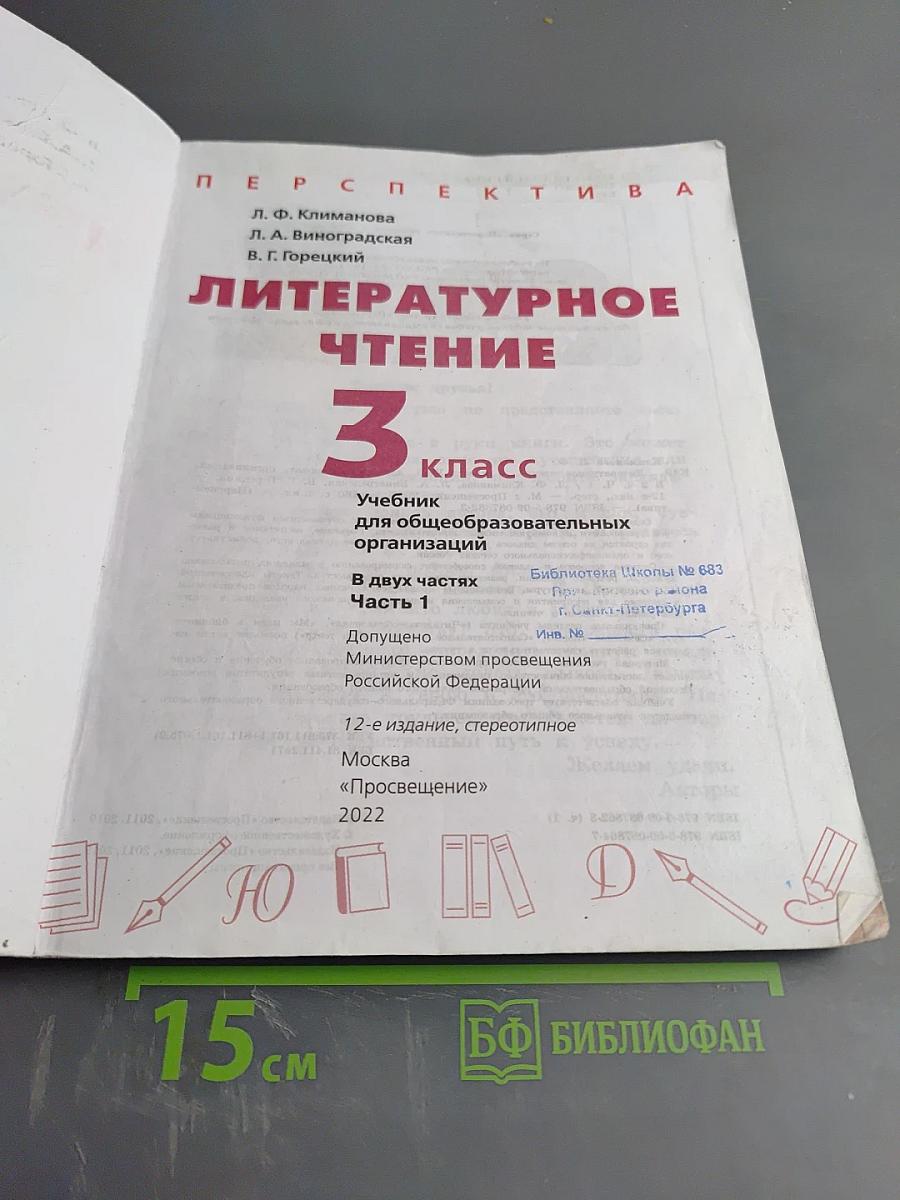 ПЕРСПЕКТИВА
Л. Ф. Климанова
Л. А. Виноградская
В. Г. Горецкий
ЛИТЕРАТУРНОЕ
ЧТЕНИЕ
3 класс
Учебник
для общеобразовательных
организаций
В двух частях
Часть 1
Библиотека Школы № 683
Приморского района
г. Санкт-Петербурга
Инв. №
Допущено
Министерством просвещения
Российской Федерации
12-е издание, стереотипное
Москва
«Просвещение»
2022
Ю
Д
15 см
БФ БИБЛИОФАН